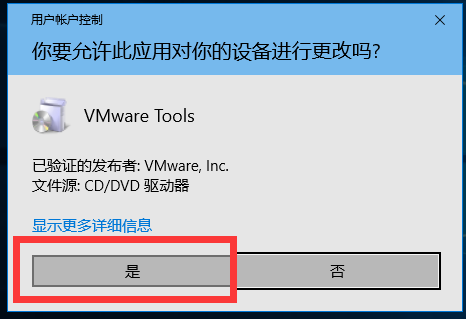 用户帐户控制
你要允许此应用对你的设备进行更改吗?
VMware Tools
已验证的发布者: VMware, Inc.
文件源: CD/DVD 驱动器
显示更多详细信息
是 否